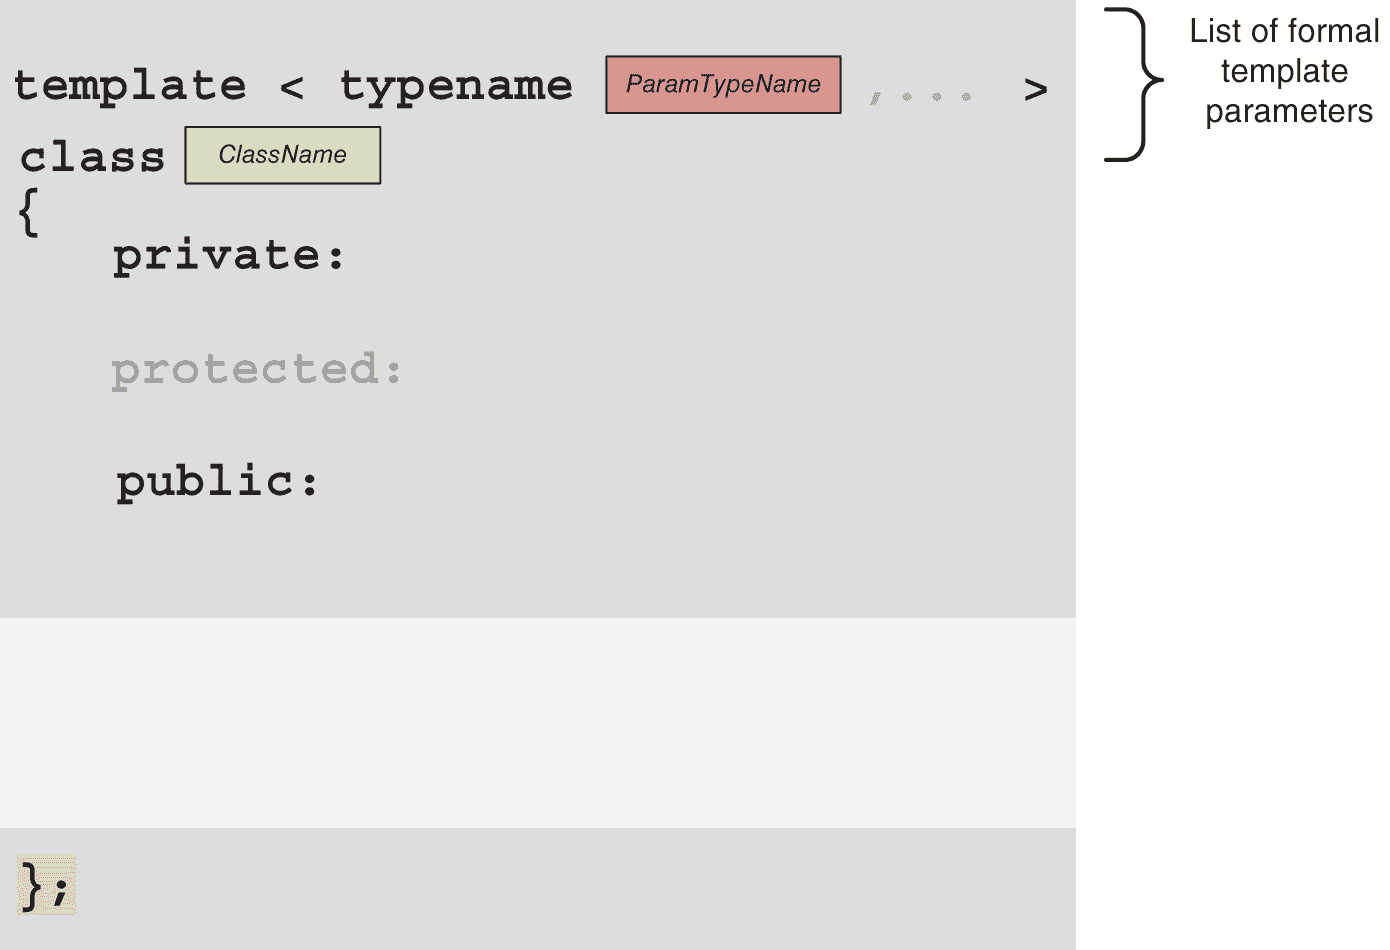 template < typename ParamTypeName ,... >
class ClassName
{
private:
protected:
public:
};
List of formal
template
parameters